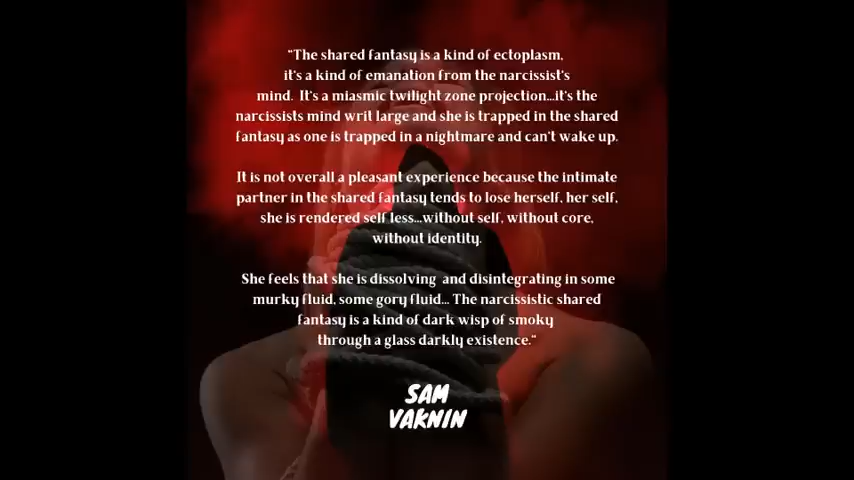 "The shared fantasy is a kind of ectoplasm,
it's a kind of emanation from the narcissist's
mind. It's a miasmic twilight zone projection...it's the
narcissists mind writ large and she is trapped in the shared
fantasy as one is trapped in a nightmare and can't wake up.
It is not overall a pleasant experience because the intimate
partner in the shared fantasy tends to lose herself, her self,
she is rendered self less...without self, without core,
without identity.
She feels that she is dissolving and disintegrating in some
murky fluid, some gory fluid... The narcissistic shared
fantasy is a kind of dark wisp of smoky
through a glass darkly existence."
SAM
VAKNIN